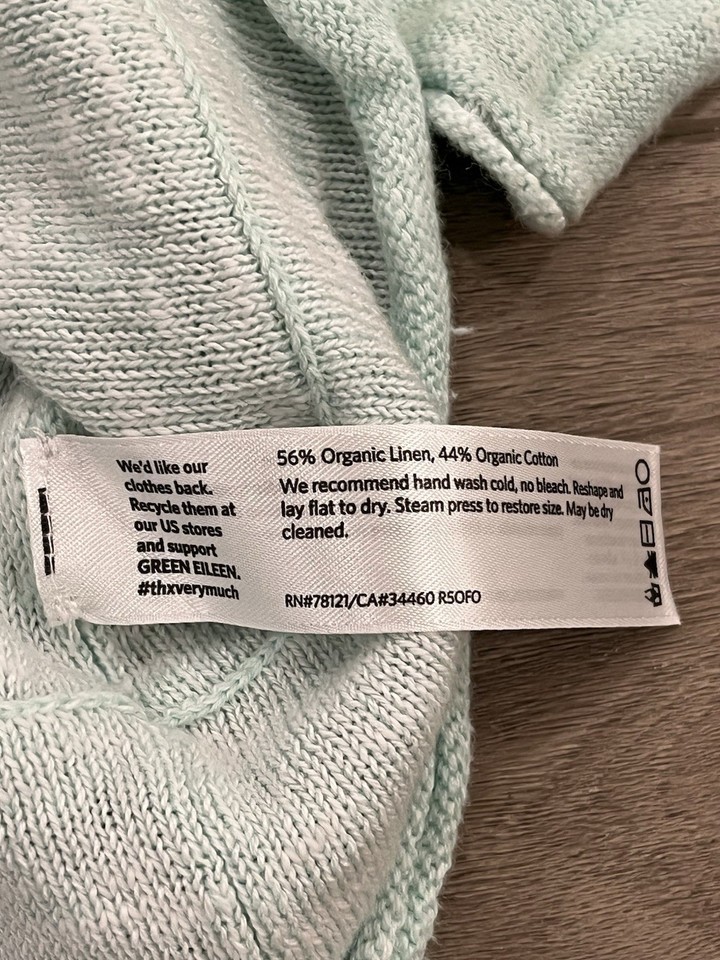 We'd like our
clothes back.
Recycle them at
our US stores
and support
GREEN EILEEN.
#thxverymuch
56% Organic Linen, 44% Organic Cotton
We recommend hand wash cold, no bleach. Reshape and
lay flat to dry. Steam press to restore size. May be dry
cleaned.
RN#78121/CA#34460 R5OFO